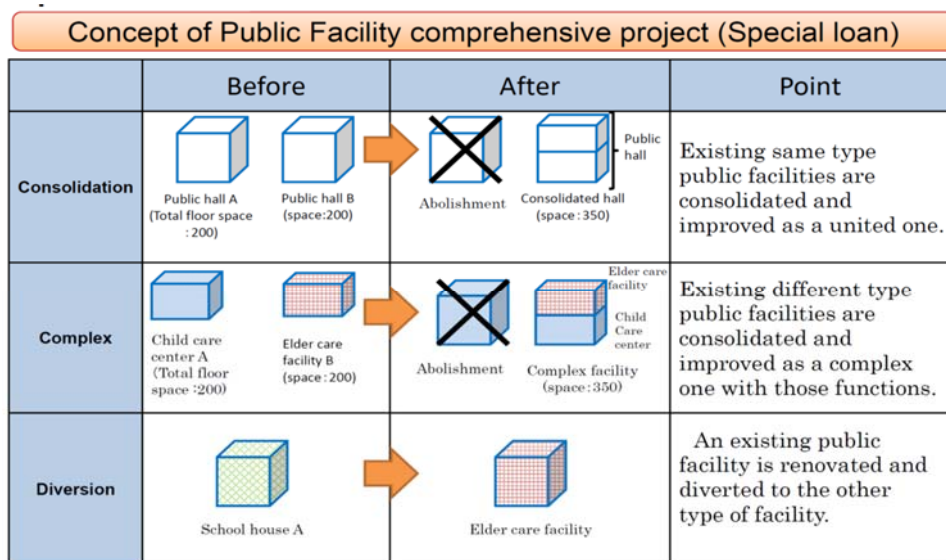 Concept of Public Facility comprehensive project (Special loan)
Before
After
Point
Consolidation
Public hall A
(Total floor space
:200)
Public hall B
(space:200)
Abolishment
Public
hall
Consolidated hall
(space:350)
Existing same type
public facilities are
consolidated and
improved as a united one.
Complex
Child care
center A
(Total floor
space :200)
Elder care
facility B
(space:200)
Abolishment
Elder care
facility
Child
Care
center
Complex facility
(space:350)
Existing different type
public facilities are
consolidated and
improved as a complex
one with those functions.
Diversion
School house A
Elder care facility
An existing public
facility is renovated and
diverted to the other
type of facility.